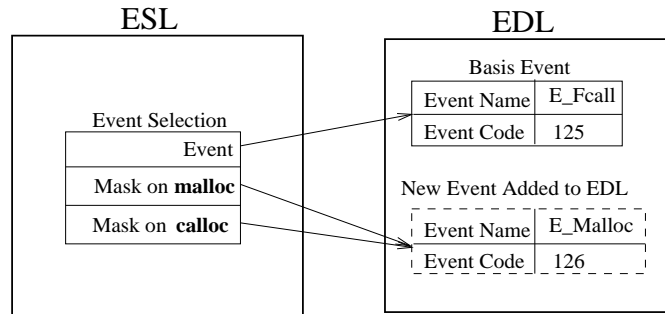 ESL
Event Selection
Event
Mask on malloc
Mask on calloc
EDL
Basis Event
Event Name E_Fcall
Event Code 125
New Event Added to EDL
Event Name E_Malloc
Event Code 126